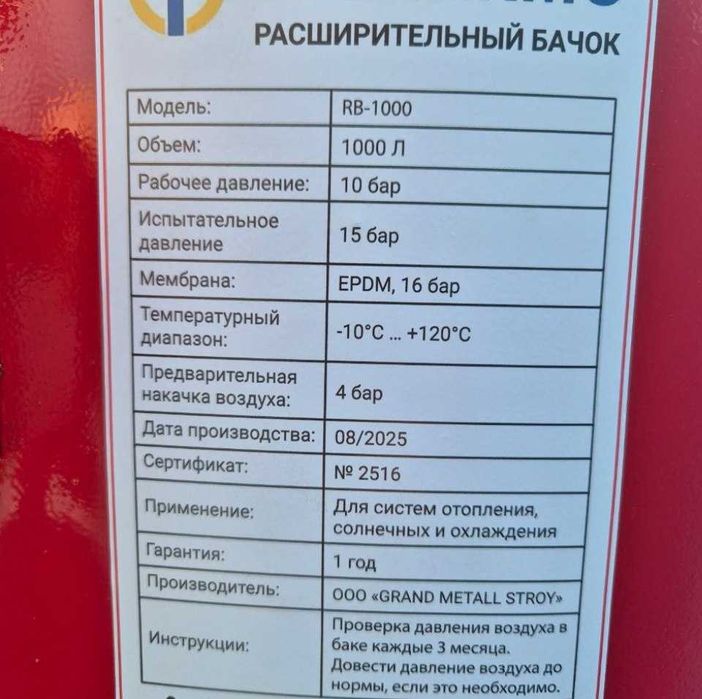 РАСШИРИТЕЛЬНЫЙ БАЧОК
Модель: RB-1000
Объем: 1000 Л
Рабочее давление: 10 бар
Испытательное
давление 15 бар
Мембрана: EPDM, 16 бар
Температурный
диапазон: -10°C ... +120°C
Предварительная
накачка воздуха: 4 бар
Дата производства: 08/2025
Сертификат: № 2516
Применение: Для систем отопления,
солнечных и охлаждения
Гарантия: 1 год
Производитель: ООО «GRAND METALL STROY»
Инструкции: Проверка давления воздуха в
баке каждые 3 месяца.
Довести давление воздуха до
нормы, если это необходимо.